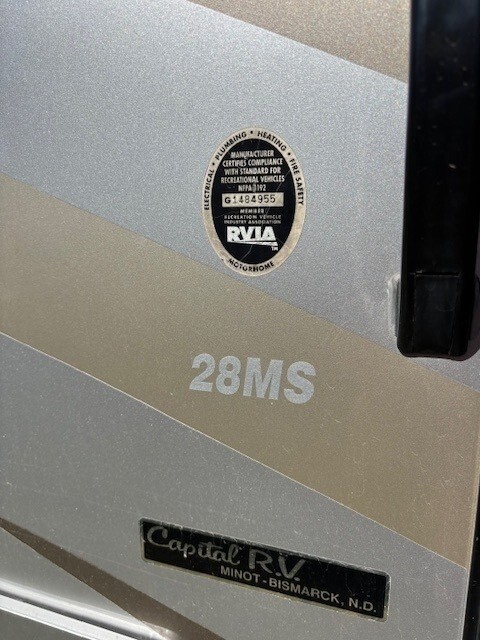 ELECTRICAL • PLUMBING • HEATING • FIRE SAFETY
MANUFACTURER
CERTIFIES COMPLIANCE
WITH STANDARD FOR
RECREATIONAL VEHICLES
NFPA 1192
G1484955
MEMBER
RECREATION VEHICLE
INDUSTRY ASSOCIATION
RVIA
TM
MOTORHOME
28MS
Capital R.V.
MINOT-BISMARCK, N.D.